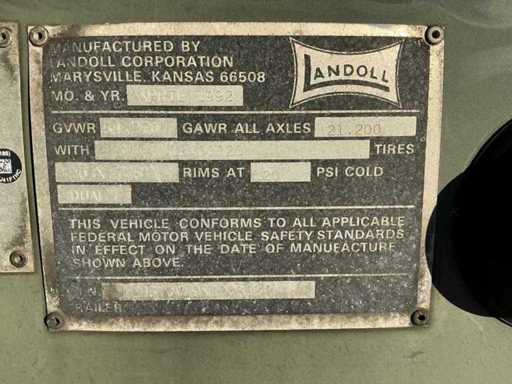 MANUFACTURED BY
LANDOLL CORPORATION
MARYSVILLE, KANSAS 66508
LANDOLL
MO. & YR.
GVWR GAWR ALL AXLES 21,200
WITH TIRES
RIMS AT PSI COLD
DUAL
THIS VEHICLE CONFORMS TO ALL APPLICABLE
FEDERAL MOTOR VEHICLE SAFETY STANDARDS
IN EFFECT ON THE DATE OF MANUFACTURE
SHOWN ABOVE.